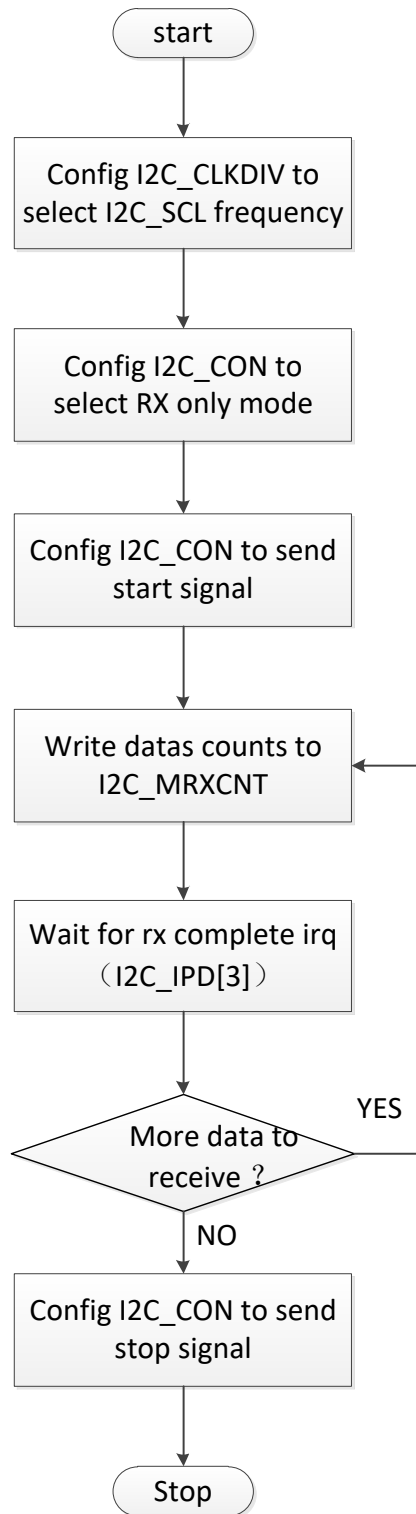 start
Config I2C_CLKDIV to
select I2C_SCL frequency
Config I2C_CON to
select RX only mode
Config I2C_CON to send
start signal
Write datas counts to
I2C_MRXCNT
Wait for rx complete irq
（I2C_IPD[3]）
More data to
receive ？
YES
NO
Config I2C_CON to send
stop signal
Stop